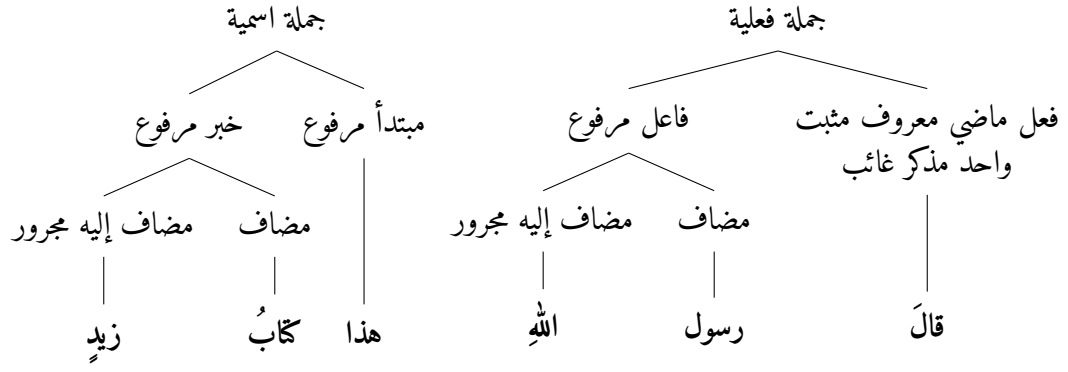 جملة فعلية
جملة اسمية
فعل ماضي معروف مثبت
واحد مذكر غائب
فاعل مرفوع
مبتدأ مرفوع
خبر مرفوع
مضاف
مضاف إليه مجرور
مضاف
مضاف إليه مجرور
قالَ
رسول
اللهِ
هذا
كتابُ
زيدٍ